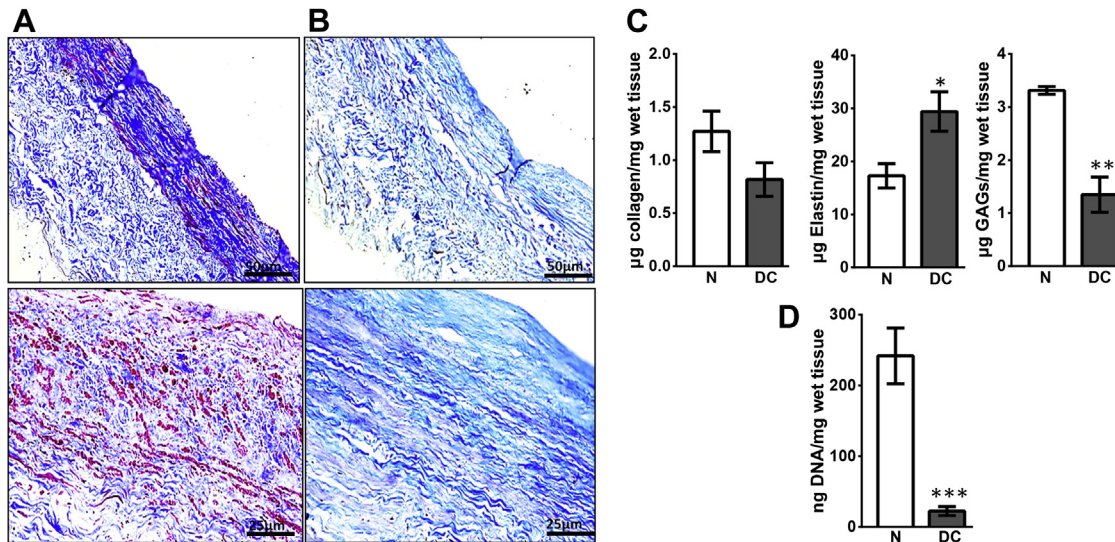 A
B
C
50µm
50µm
25µm
25µm
µg collagen/mg wet tissue
2.0
1.5
1.0
0.5
0.0
N
DC
µg Elastin/mg wet tissue
40
30
20
10
0
*
N
DC
µg GAGs/mg wet tissue
4
3
2
1
0
**
N
DC
D
ng DNA/mg wet tissue
300
200
100
0
***
N
DC